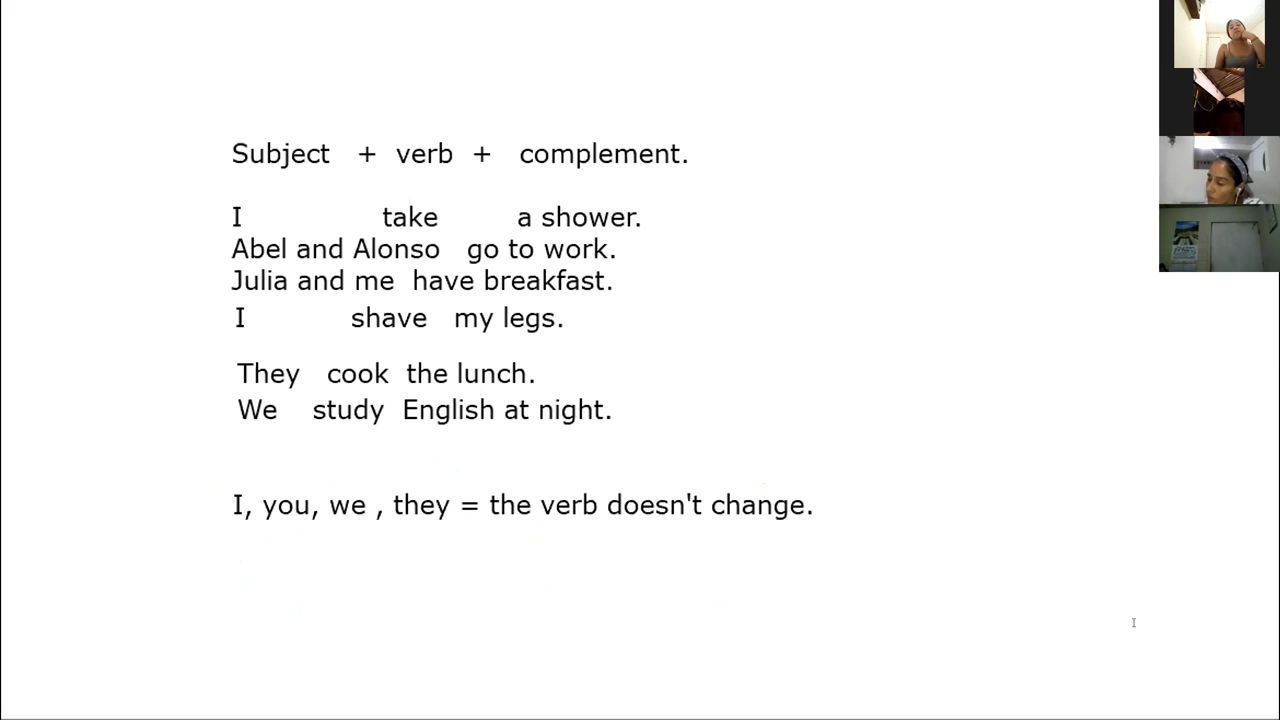 Subject + verb + complement.
I take a shower.
Abel and Alonso go to work.
Julia and me have breakfast.
I shave my legs.
They cook the lunch.
We study English at night.
I, you, we , they = the verb doesn't change.